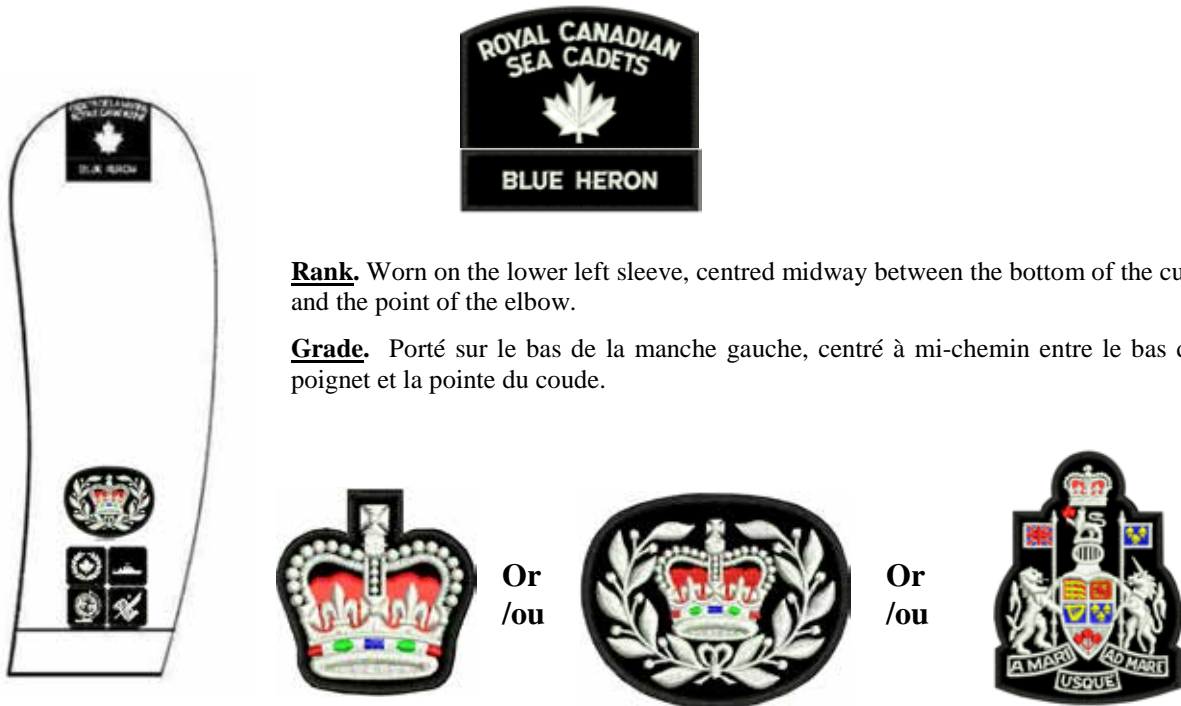 ROYAL CANADIAN
SEA CADETS
BLUE HERON
BLUE HERON
Rank. Worn on the lower left sleeve, centred midway between the bottom of the cu
and the point of the elbow.
Grade. Porté sur le bas de la manche gauche, centré à mi-chemin entre le bas d
poignet et la pointe du coude.
Or
/ou
Or
/ou
A MARI
USQUE
AD MARE